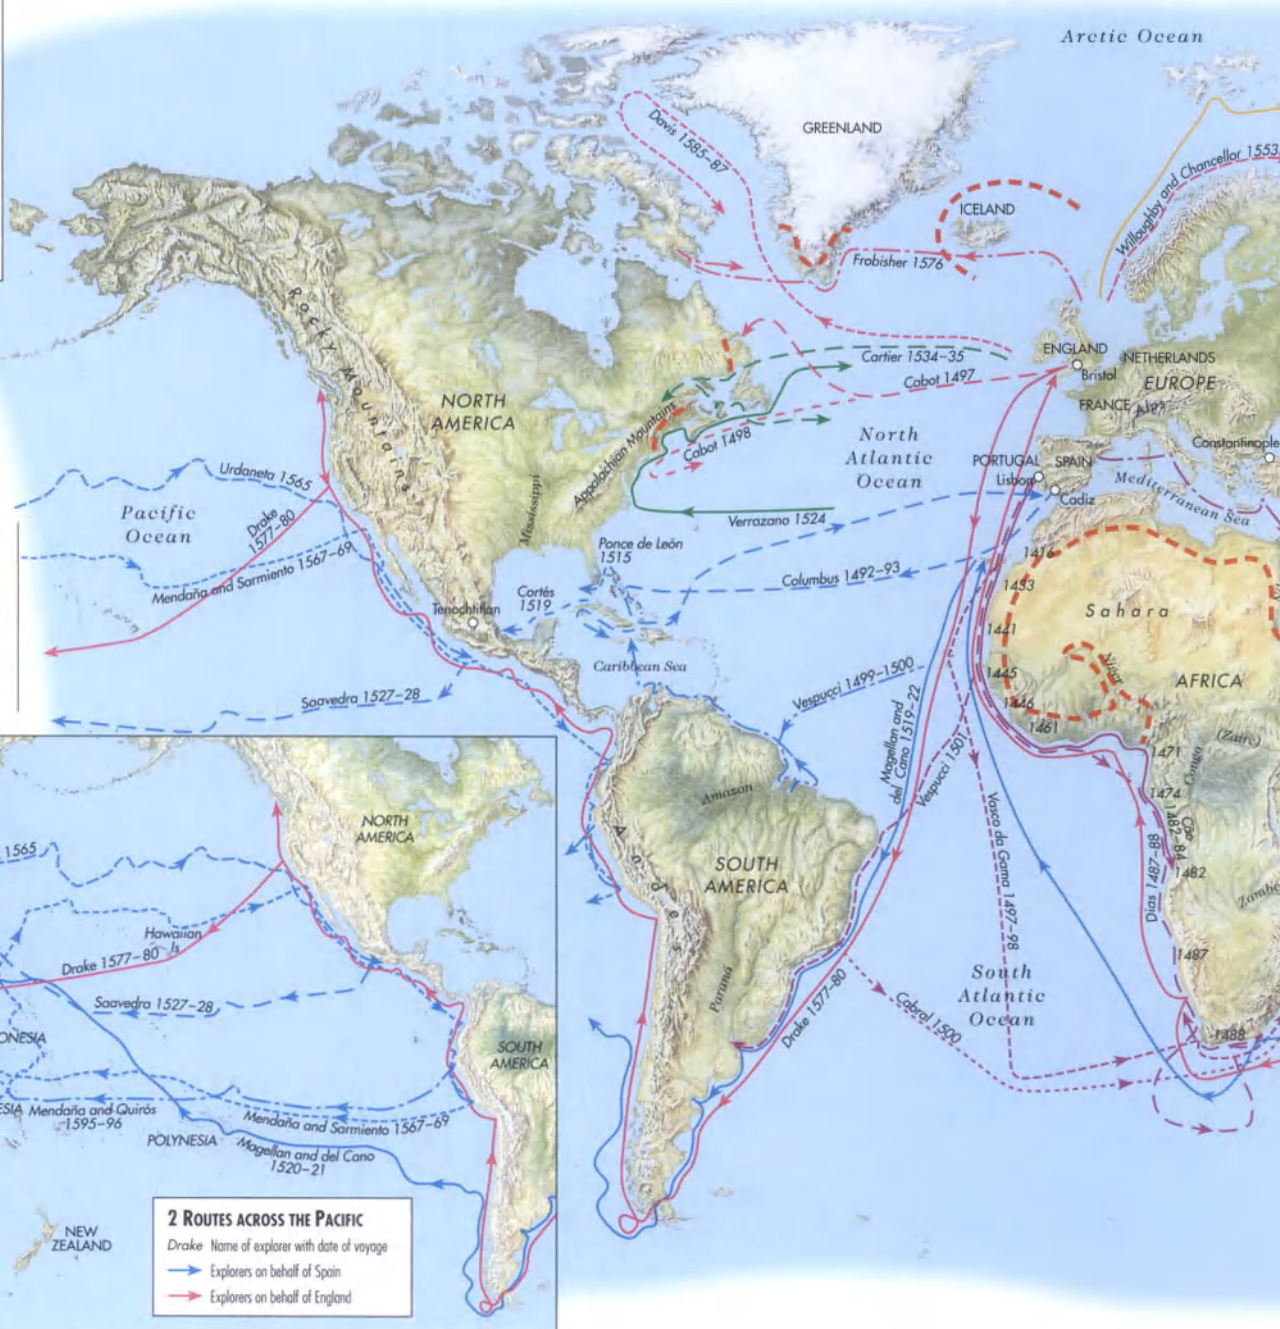 Arctic Ocean
GREENLAND
Davis 1585–87
Willoughby and Chancellor 1553
ICELAND
Frobisher 1576
Rocky Mountains
ENGLAND
NETHERLANDS
Bristol
EUROPE
FRANCE
Alps
Cartier 1534–35
Cabot 1497
NORTH
AMERICA
Appalachian Mountains
Cabot 1498
North
Atlantic
Ocean
Constantinople
PORTUGAL
SPAIN
Lisbon
Cadiz
Mediterranean Sea
Urdaneta 1565
Pacific
Ocean
Drake
1577–80
Mississippi
Verrazano 1524
Ponce de León
1515
1416
Mendaña and Sarmiento 1567–69
Columbus 1492–93
1433
Cortés
1519
Tenochtitlan
Sahara
1441
Caribbean Sea
Niger
1445
AFRICA
Saavedra 1527–28
Vespucci 1499–1500
1446
1461
Magellan and
del Cano 1519–22
Vespucci 1501
(Zaire)
Congo
1471
1474
Amazon
Vasco da Gama 1497–98
Cão
1482–84
Andes
SOUTH
AMERICA
1482
Dias 1487–88
Zambe
1487
Paraná
South
Atlantic
Ocean
Drake 1577–80
Cabral 1500
1488
NORTH
AMERICA
1565
Hawaiian
Is
Drake 1577–80
Saavedra 1527–28
ONESIA
SOUTH
AMERICA
ESIA
Mendaña and Quirós
1595–96
Mendaña and Sarmiento 1567–69
POLYNESIA
Magellan and del Cano
1520–21
NEW
ZEALAND
2 ROUTES ACROSS THE PACIFIC
Drake Name of explorer with date of voyage
Explorers on behalf of Spain
Explorers on behalf of England